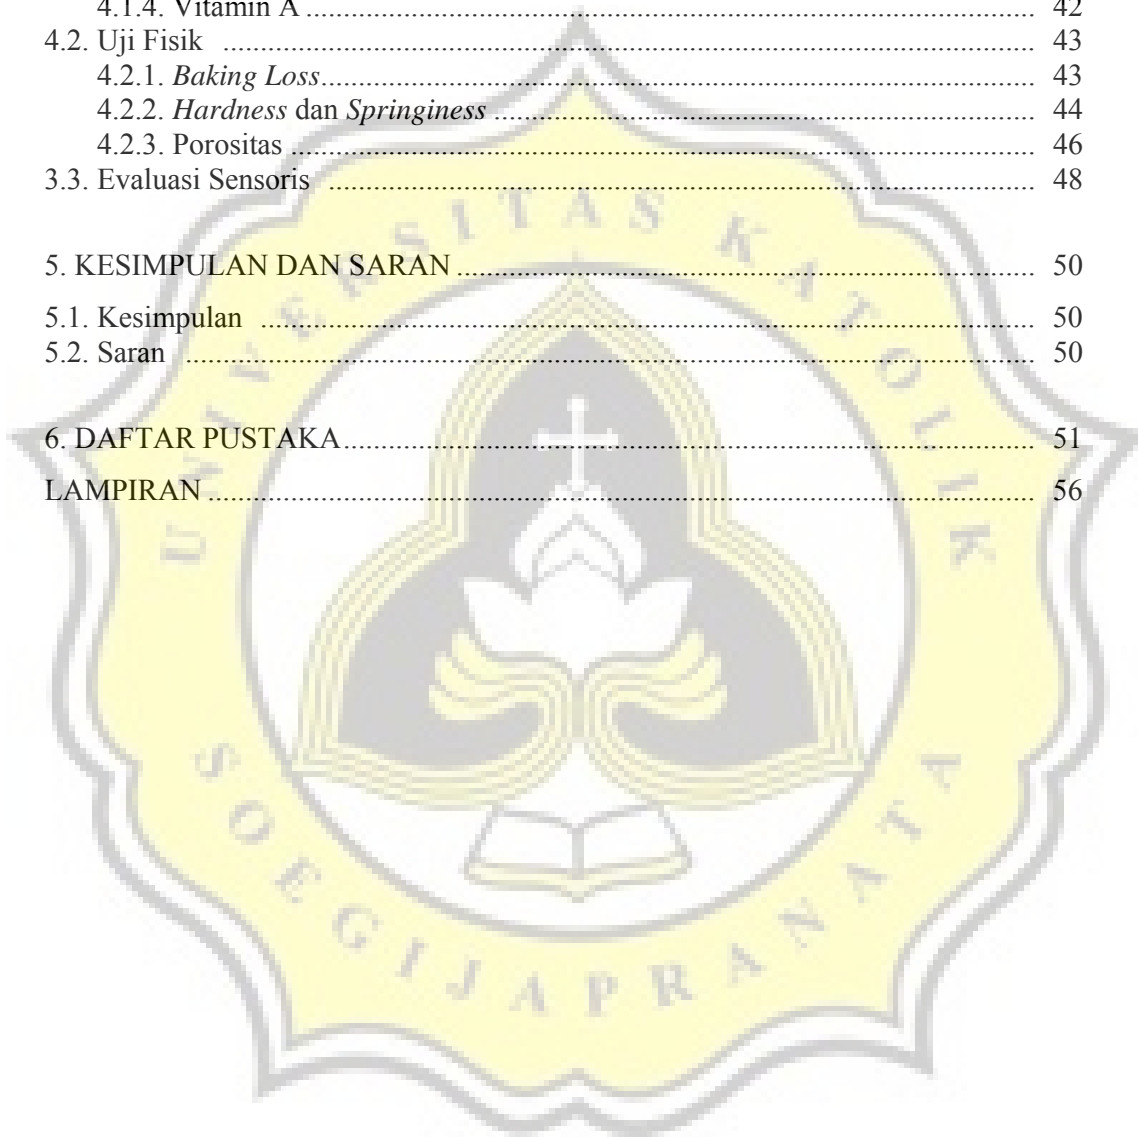 4.1.4. Vitamin A ........ 42
4.2. Uji Fisik ........ 43
4.2.1. Baking Loss ........ 43
4.2.2. Hardness dan Springiness ........ 44
4.2.3. Porositas ........ 46
3.3. Evaluasi Sensoris ........ 48
5. KESIMPULAN DAN SARAN ........ 50
5.1. Kesimpulan ........ 50
5.2. Saran ........ 50
6. DAFTAR PUSTAKA ........ 51
LAMPIRAN ........ 56
UNIVERSITAS KATOLIK
SOEGIJAPRANATA